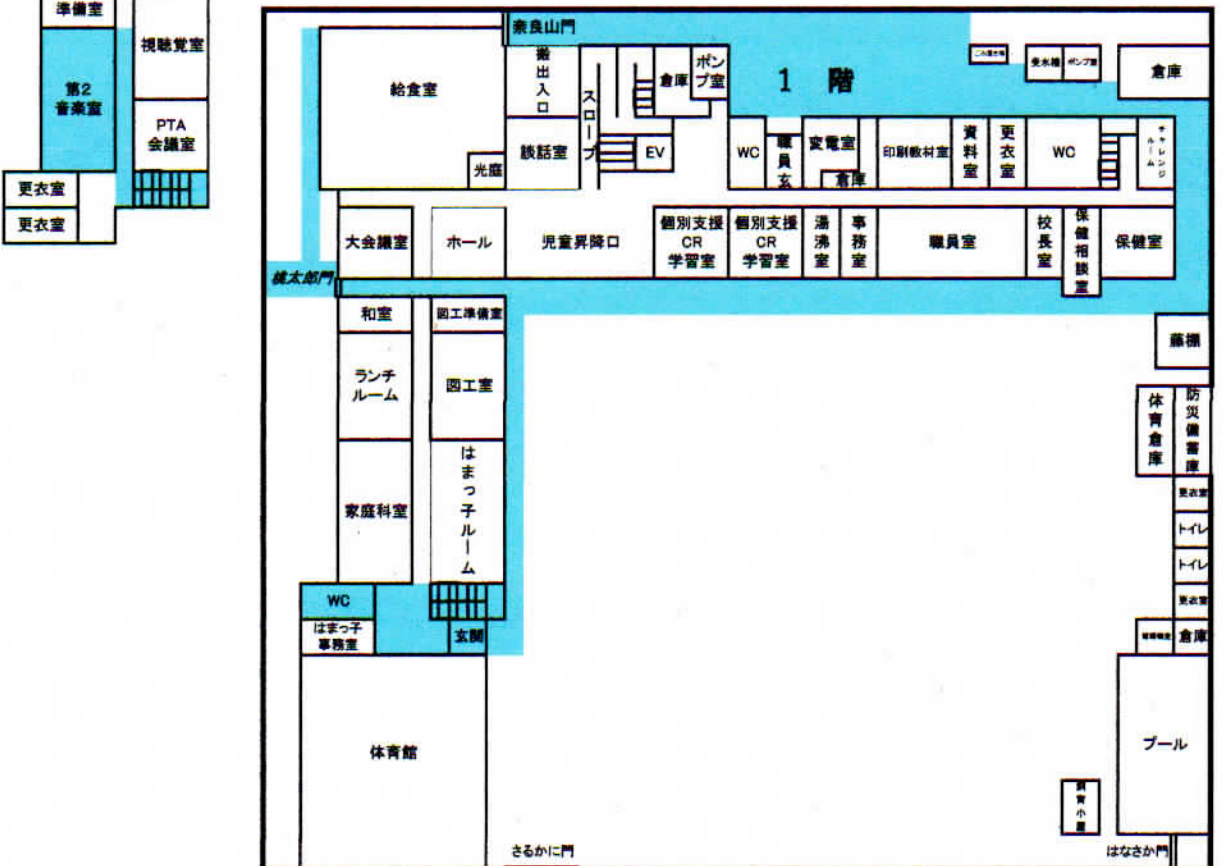 準備室
視聴覚室
第2
音楽室
PTA
会議室
更衣室
更衣室
奈良山門
給食室
搬出入口
スロープ
倉庫
ポン
プ室
1 階
ごみ置き場
受水槽
ポンプ室
倉庫
談話室
光庭
EV
WC
職員玄
変電室
倉庫
印刷教材室
資料室
更衣室
WC
チャレンジルーム
大会議室
ホール
児童昇降口
個別支援
CR
学習室
個別支援
CR
学習室
湯沸室
事務室
職員室
校長室
保健相談室
保健室
桃太郎門
和室
図工準備室
藤棚
ランチ
ルーム
図工室
体育倉庫
防災備蓄庫
家庭科室
はまっ子ルーム
更衣室
トイレ
トイレ
更衣室
WC
はまっ子
事務室
玄関
倉庫
体育館
プール
飼育小屋
さるかに門
はなさか門